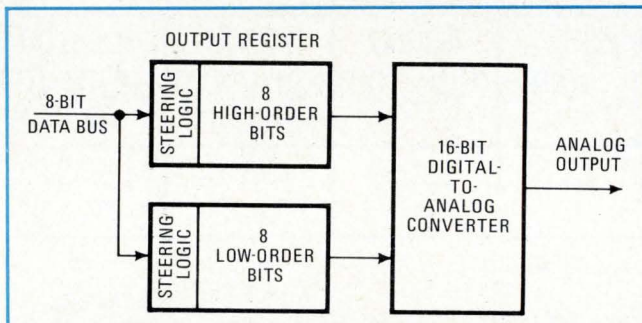 OUTPUT REGISTER
8-BIT
DATA BUS
STEERING
LOGIC
8
HIGH-ORDER
BITS
STEERING
LOGIC
8
LOW-ORDER
BITS
16-BIT
DIGITAL-
TO-
ANALOG
CONVERTER
ANALOG
OUTPUT